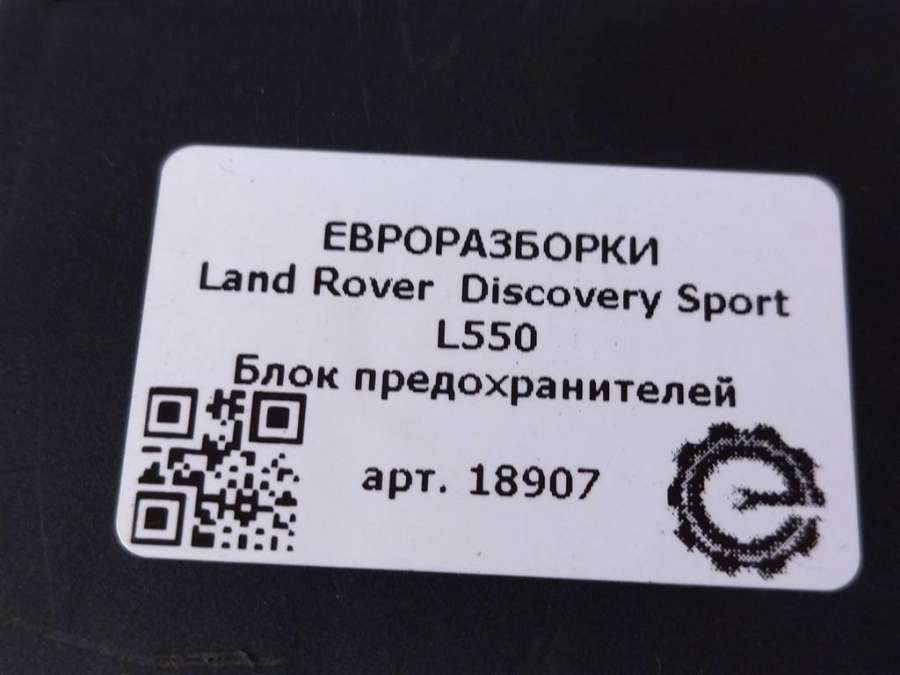 ЕВРОРАЗБОРКИ
Land Rover Discovery Sport
L550
Блок предохранителей
арт. 18907